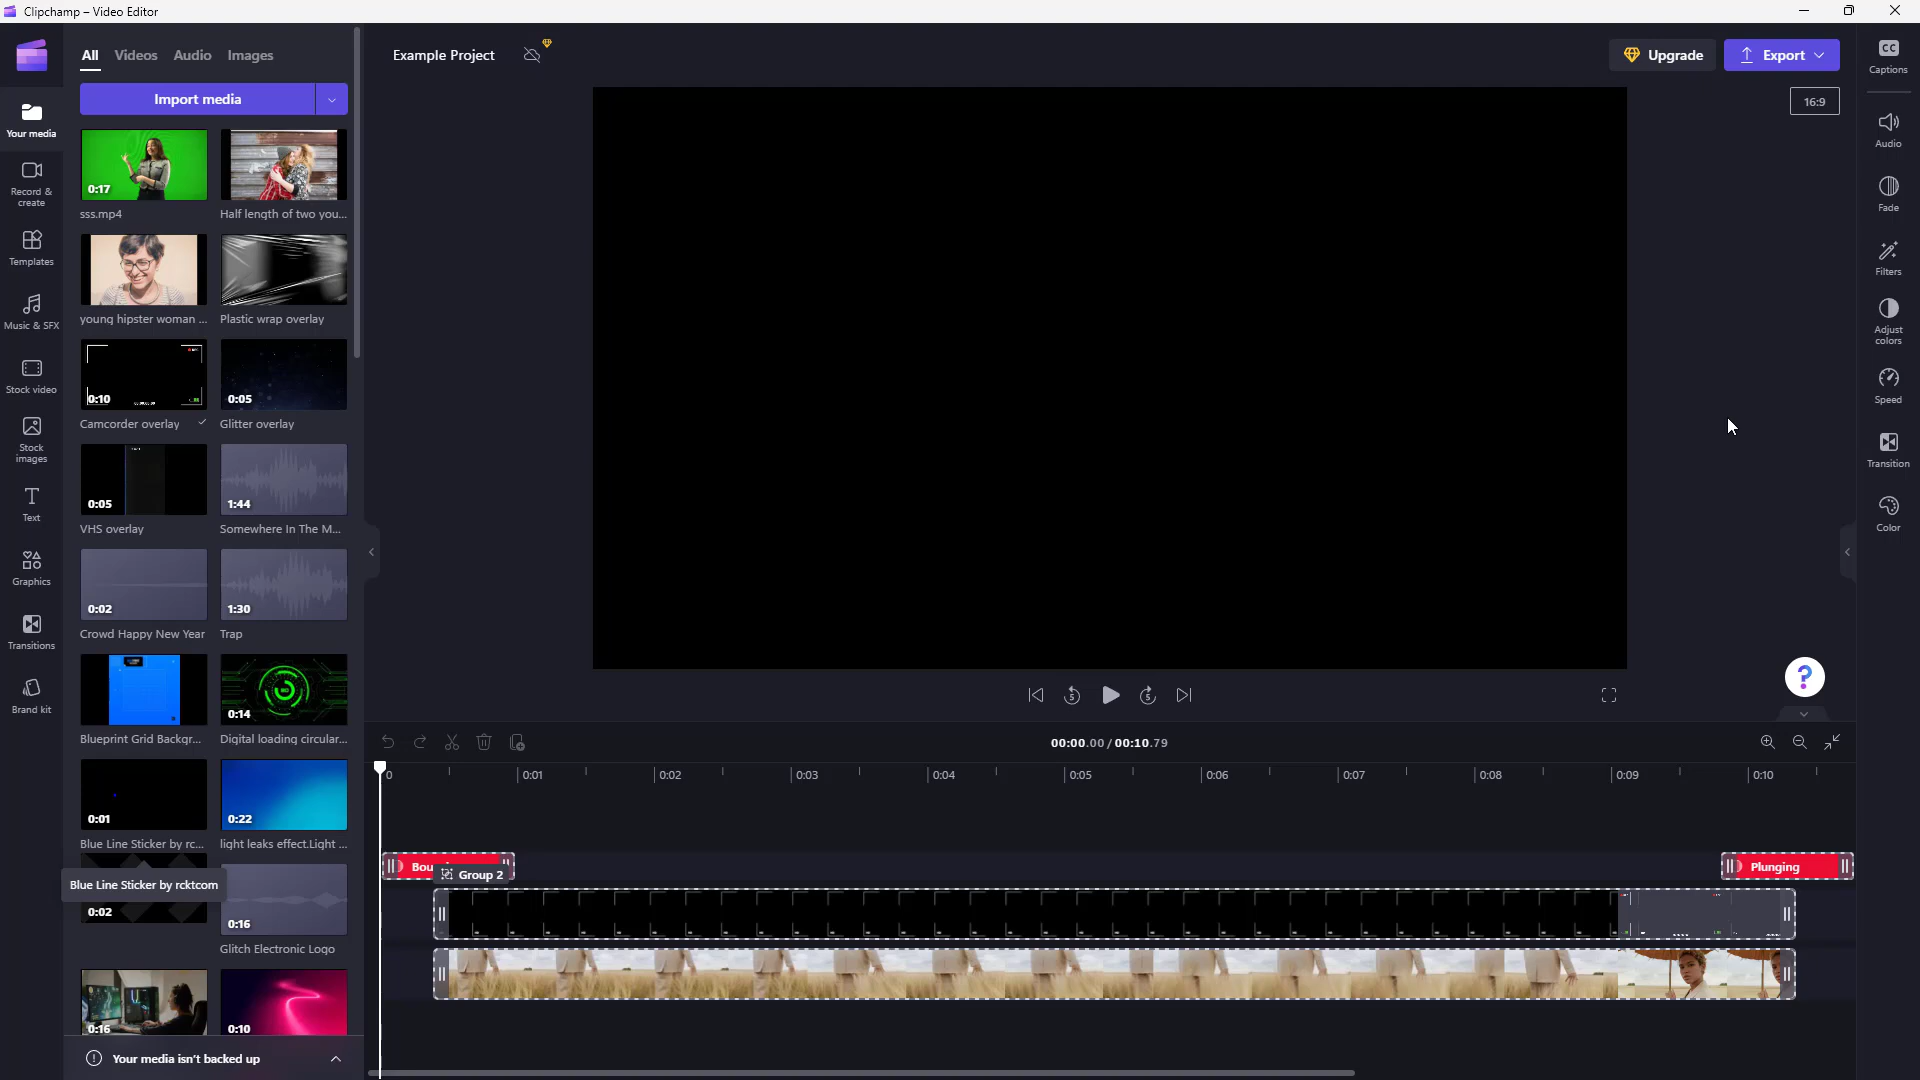 Clipchamp – Video Editor
All Videos Audio Images
Import media
Example Project
Upgrade
Export
16:9
Your media
Record & create
Templates
Music & SFX
Stock video
Stock images
Text
Graphics
Transitions
Brand kit
0:17
sss.mp4
Half length of two you...
young hipster woman ...
Plastic wrap overlay
0:10
Camcorder overlay
0:05
Glitter overlay
0:05
VHS overlay
1:44
Somewhere In The M...
0:02
Crowd Happy New Year
1:30
Trap
Blueprint Grid Backgr...
0:14
Digital loading circular...
0:01
Blue Line Sticker by rc...
0:22
light leaks effect.Light ...
Blue Line Sticker by rcktcom
0:02
0:16
Glitch Electronic Logo
0:16
0:10
Your media isn't backed up
Captions
Audio
Fade
Filters
Adjust colors
Speed
Transition
Color
5
5
?
00:00.00 / 00:10.79
0 0:01 0:02 0:03 0:04 0:05 0:06 0:07 0:08 0:09 0:10
Group 2
Plunging